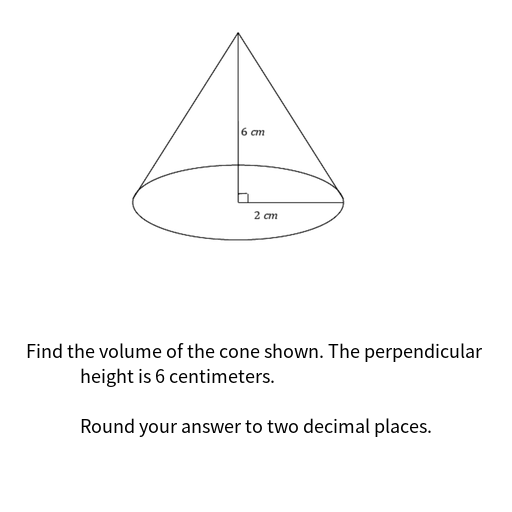 6 cm
2 cm
Find the volume of the cone shown. The perpendicular
height is 6 centimeters.
Round your answer to two decimal places.